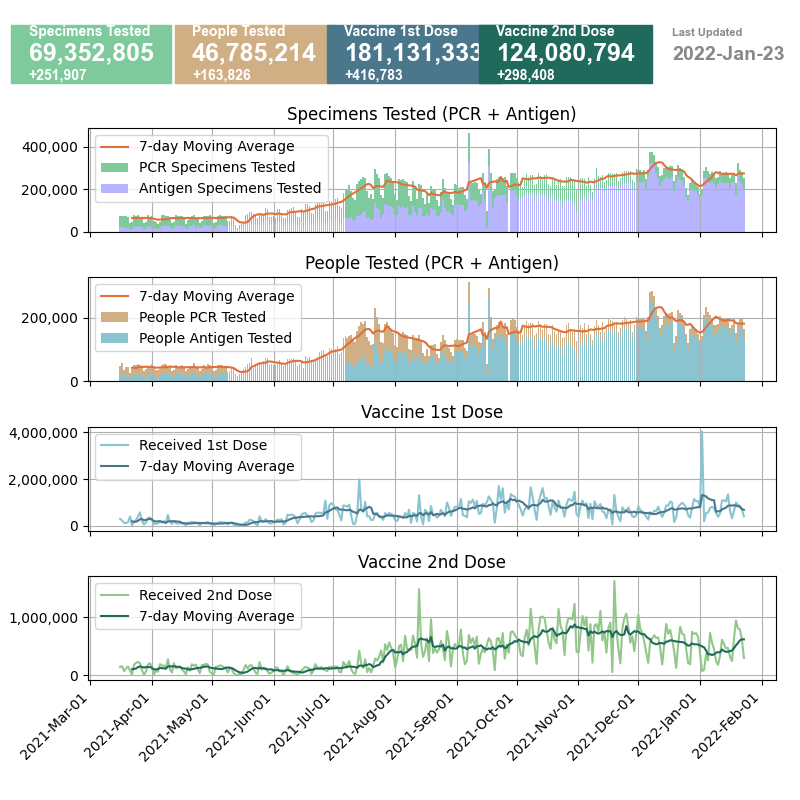 Specimens Tested
69,352,805
+251,907
People Tested
46,785,214
+163,826
Vaccine 1st Dose
181,131,333
+416,783
Vaccine 2nd Dose
124,080,794
+298,408
Last Updated
2022-Jan-23
Specimens Tested (PCR + Antigen)
400,000
200,000
0
7-day Moving Average
PCR Specimens Tested
Antigen Specimens Tested
People Tested (PCR + Antigen)
200,000
0
7-day Moving Average
People PCR Tested
People Antigen Tested
Vaccine 1st Dose
4,000,000
2,000,000
0
Received 1st Dose
7-day Moving Average
Vaccine 2nd Dose
1,000,000
0
Received 2nd Dose
7-day Moving Average
2021-Mar-01
2021-Apr-01
2021-May-01
2021-Jun-01
2021-Jul-01
2021-Aug-01
2021-Sep-01
2021-Oct-01
2021-Nov-01
2021-Dec-01
2022-Jan-01
2022-Feb-01